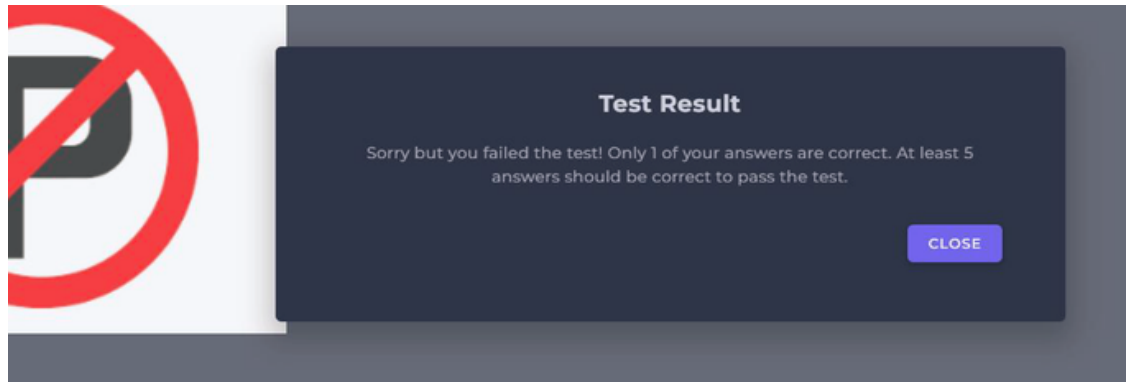 P
Test Result
Sorry but you failed the test! Only 1 of your answers are correct. At least 5
answers should be correct to pass the test.
CLOSE